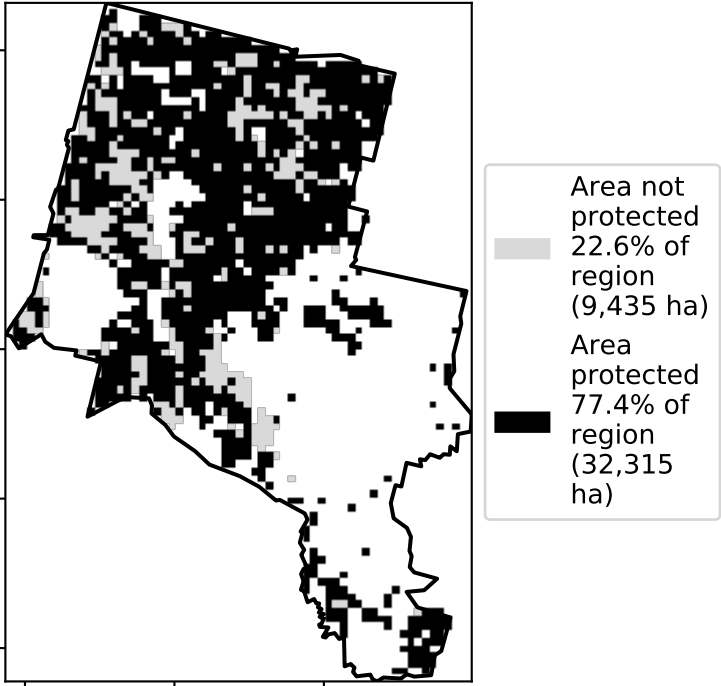 Area not
protected
22.6% of
region
(9,435 ha)
Area
protected
77.4% of
region
(32,315
ha)